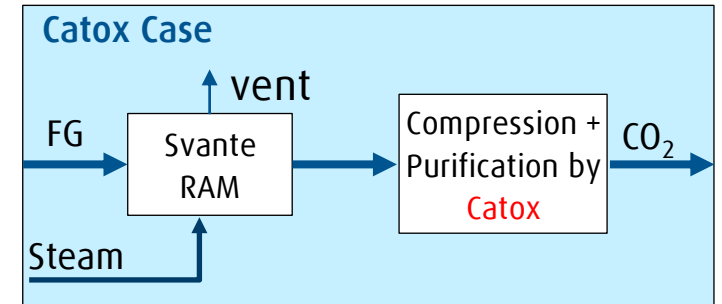 Catox Case
vent
FG
Svante
RAM
Compression +
Purification by
Catox
CO₂
Steam